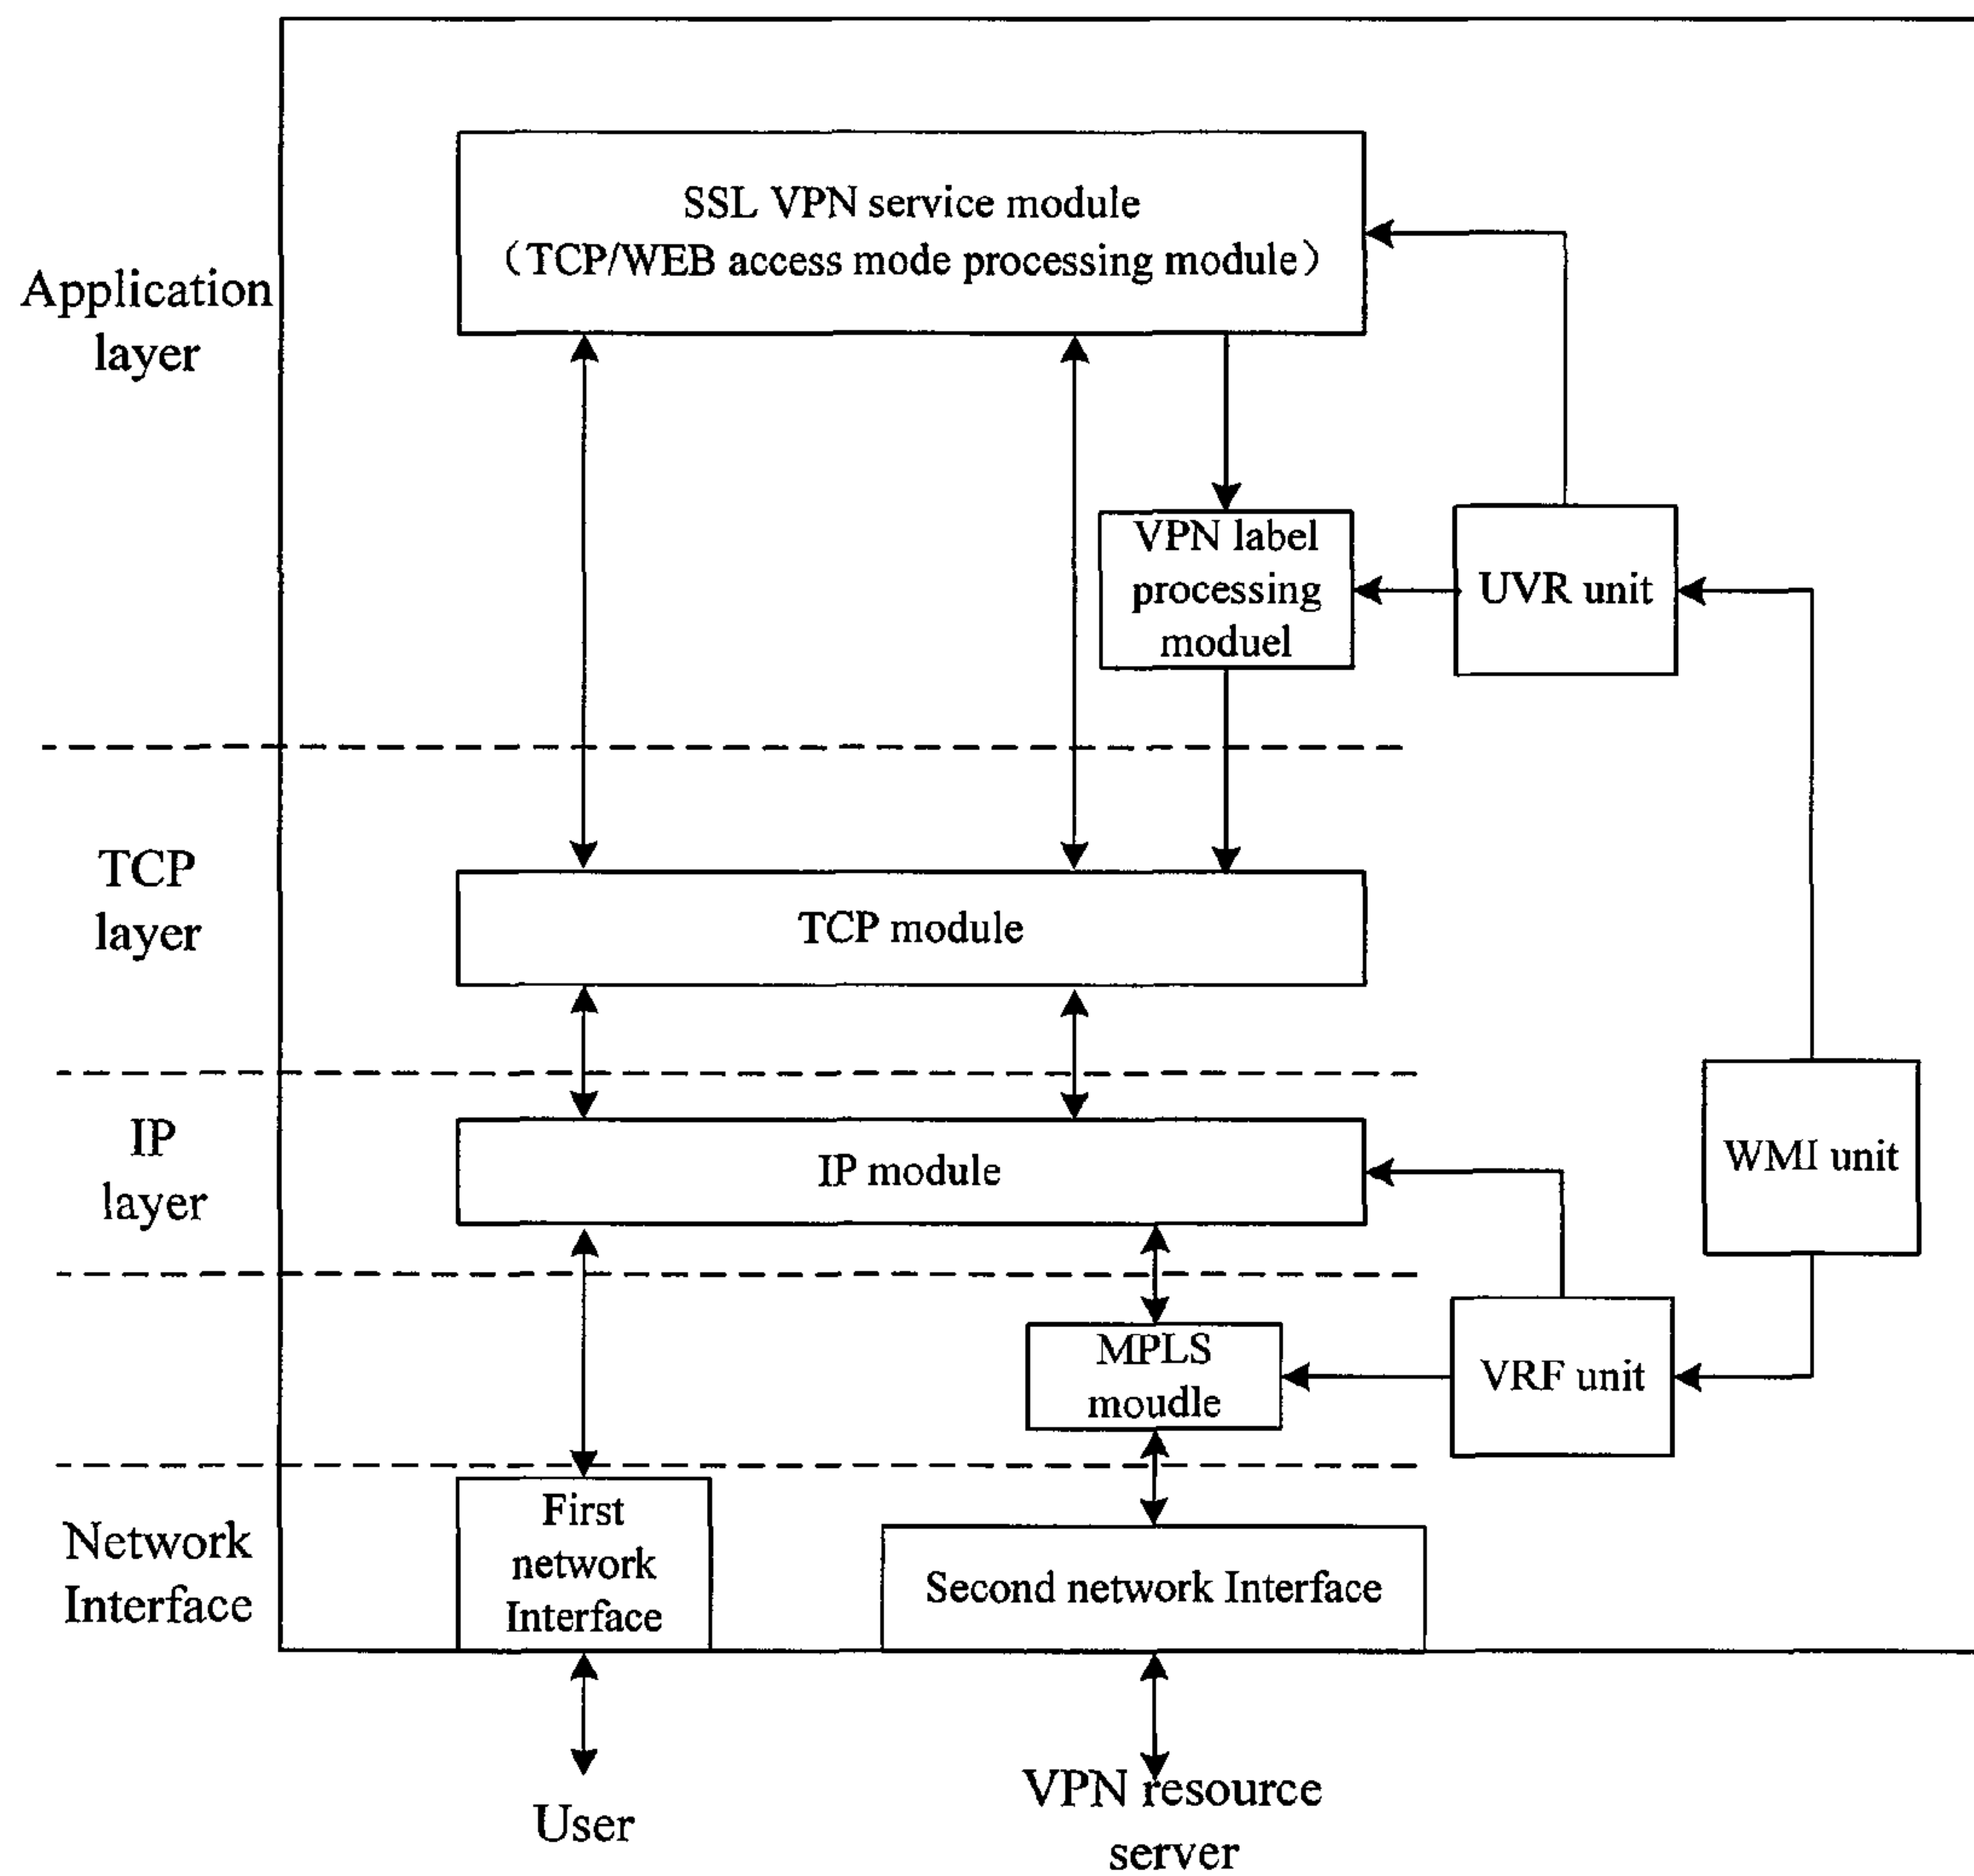 SSL VPN service module
（TCP/WEB access mode processing module）
Application
layer
VPN label
processing
moduel
UVR unit
TCP
layer
TCP module
IP
layer
IP module
WMI unit
MPLS
moudle
VRF unit
Network
Interface
First
network
Interface
Second network Interface
User
VPN resource
server